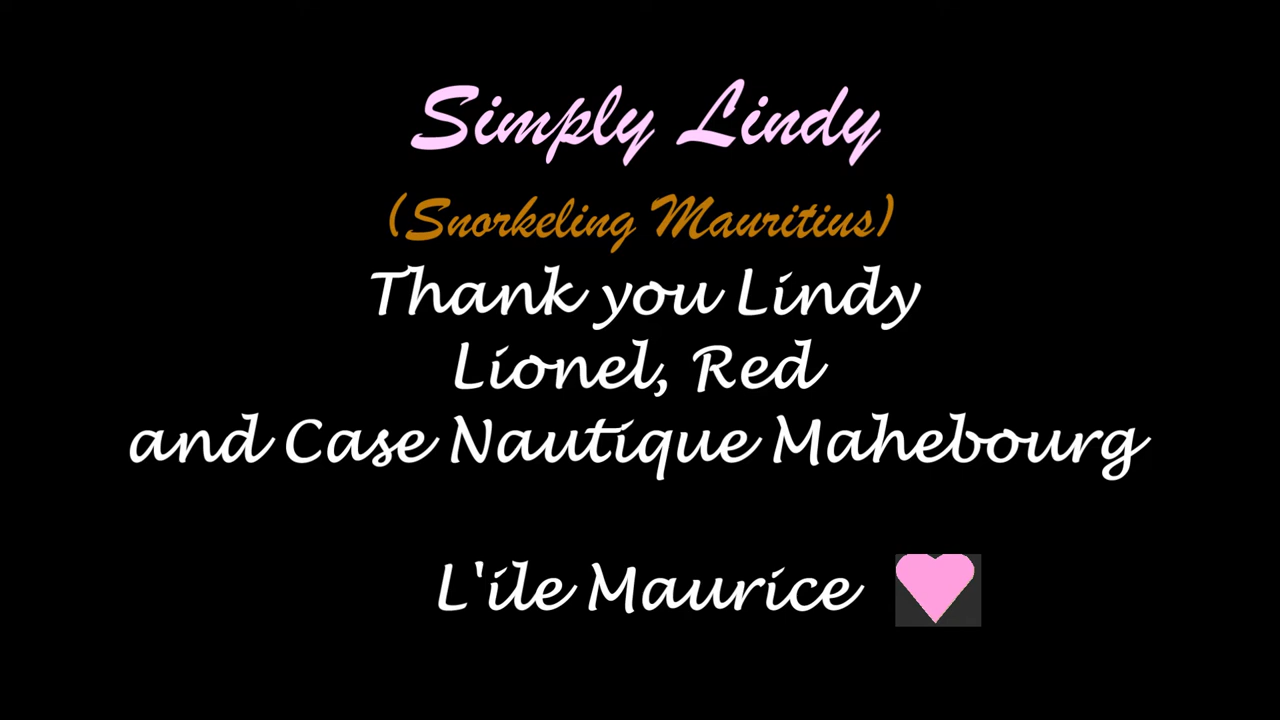 Simply Lindy
(Snorkeling Mauritius)
Thank you Lindy
Lionel, Red
and Case Nautique Mahebourg
L'ile Maurice